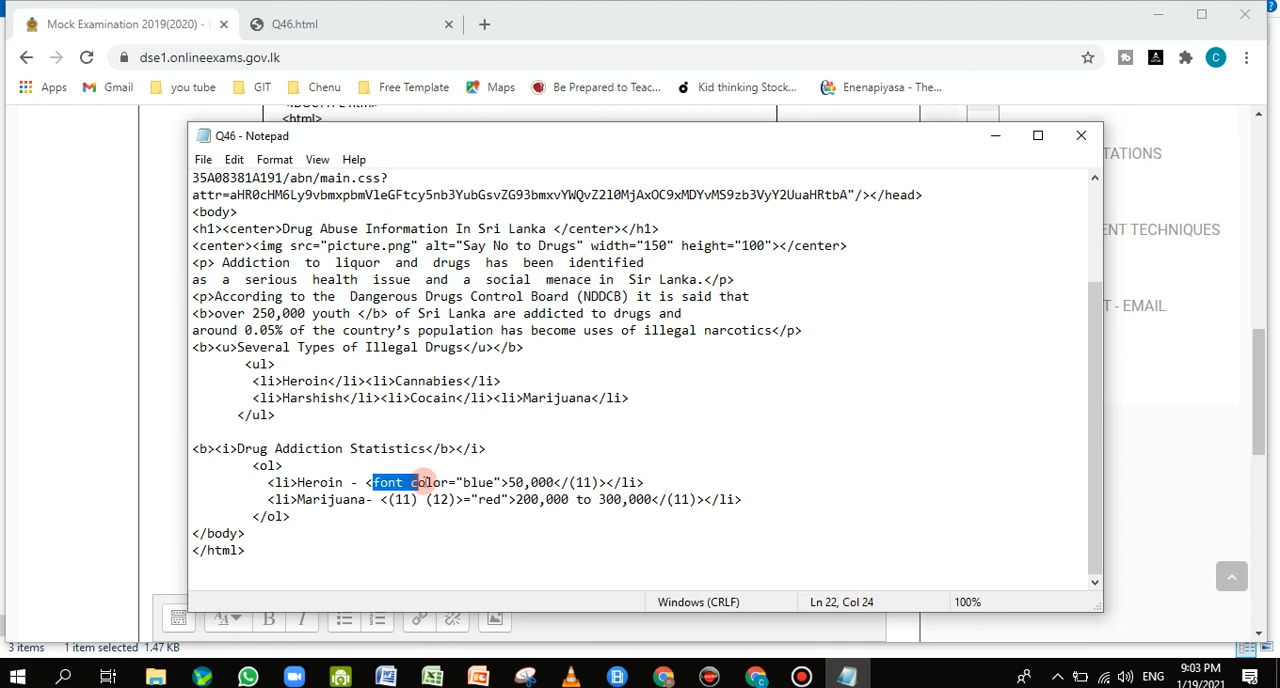 Mock Examination 2019(2020) -
Q46.html
dse1.onlineexams.gov.lk
Apps
Gmail
you tube
GIT
Chenu
Free Template
Maps
Be Prepared to Teac...
Kid thinking Stock...
Enenapiyasa - The...
<!DOCTYPE html>
<html>
Q46 - Notepad
File Edit Format View Help
35A08381A191/abn/main.css?
attr=aHR0cHM6Ly9vbmxpbmVleGFtcy5nb3YubGsvZG93bmxvYWQvZ2l0MjAxOC9xMDYvMS9zb3VyY2UuaHRtbA"/></head>
<body>
<h1><center>Drug Abuse Information In Sri Lanka </center></h1>
<center><img src="picture.png" alt="Say No to Drugs" width="150" height="100"></center>
<p> Addiction to liquor and drugs has been identified
as a serious health issue and a social menace in Sir Lanka.</p>
<p>According to the Dangerous Drugs Control Board (NDDCB) it is said that
<b>over 250,000 youth </b> of Sri Lanka are addicted to drugs and
around 0.05% of the country’s population has become uses of illegal narcotics</p>
<b><u>Several Types of Illegal Drugs</u></b>
<ul>
<li>Heroin</li><li>Cannabies</li>
<li>Harshish</li><li>Cocain</li><li>Marijuana</li>
</ul>
<b><i>Drug Addiction Statistics</b></i>
<ol>
<li>Heroin - <font color="blue">50,000</(11)></li>
<li>Marijuana- <(11) (12)>="red">200,000 to 300,000</(11)></li>
</ol>
</body>
</html>
Windows (CRLF)
Ln 22, Col 24
100%
TATIONS
ENT TECHNIQUES
T - EMAIL
3 items
1 item selected 1.47 KB
ENG
9:03 PM
1/19/2021